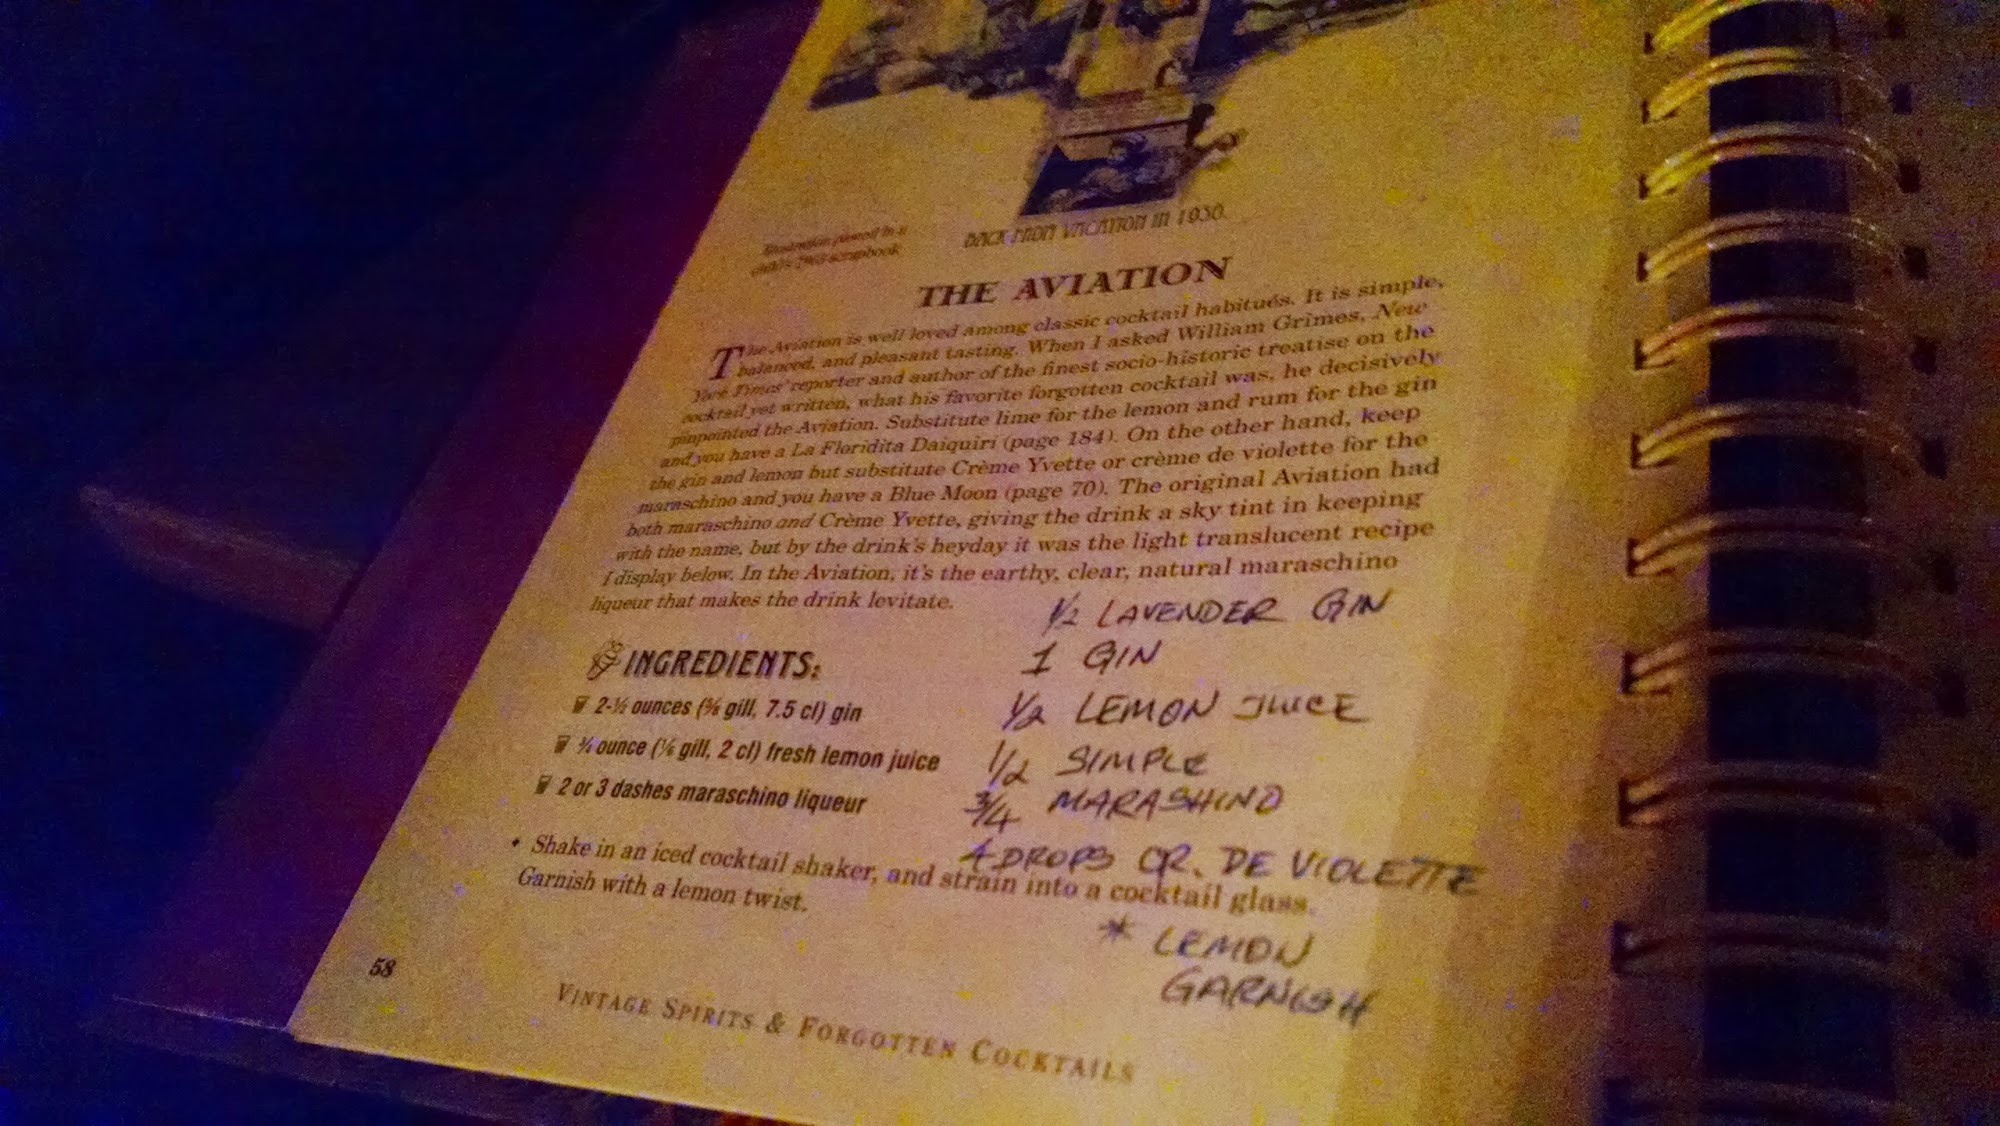 Illustration pasted in a
child's scrapbook
BACK FROM VACATION IN 1930.
THE AVIATION
The Aviation is well loved among classic cocktail habitués. It is simple,
balanced, and pleasant tasting. When I asked William Grimes, New
York Times reporter and author of the finest socio-historic treatise on the
cocktail yet written, what his favorite forgotten cocktail was, he decisively
pinpointed the Aviation. Substitute lime for the lemon and rum for the gin
and you have a La Floridita Daiquiri (page 184). On the other hand, keep
the gin and lemon but substitute Crème Yvette or crème de violette for the
maraschino and you have a Blue Moon (page 70). The original Aviation had
both maraschino and Crème Yvette, giving the drink a sky tint in keeping
with the name, but by the drink's heyday it was the light translucent recipe
I display below. In the Aviation, it's the earthy, clear, natural maraschino
liqueur that makes the drink levitate.
1/2 LAVENDER GIN
1 GIN
1/2 LEMON JUICE
1/2 SIMPLE
3/4 MARASHINO
4 DROPS CR. DE VIOLETTE
* LEMON
GARNISH
INGREDIENTS:
2-½ ounces (⅝ gill, 7.5 cl) gin
¾ ounce (⅙ gill, 2 cl) fresh lemon juice
2 or 3 dashes maraschino liqueur
• Shake in an iced cocktail shaker, and strain into a cocktail glass.
Garnish with a lemon twist.
58
VINTAGE SPIRITS & FORGOTTEN COCKTAILS